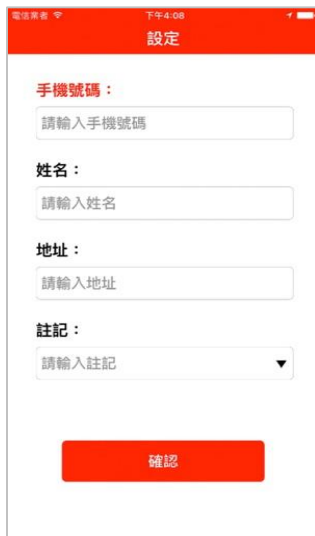 電信業者 下午4:08
設定
手機號碼：
請輸入手機號碼
姓名：
請輸入姓名
地址：
請輸入地址
註記：
請輸入註記
確認